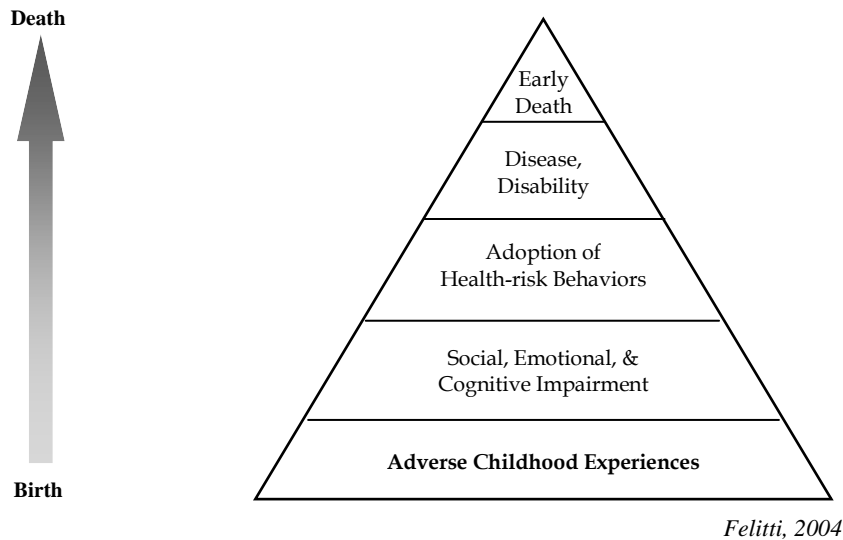 Death
Early
Death
Disease,
Disability
Adoption of
Health-risk Behaviors
Social, Emotional, &
Cognitive Impairment
Adverse Childhood Experiences
Birth
Felitti, 2004